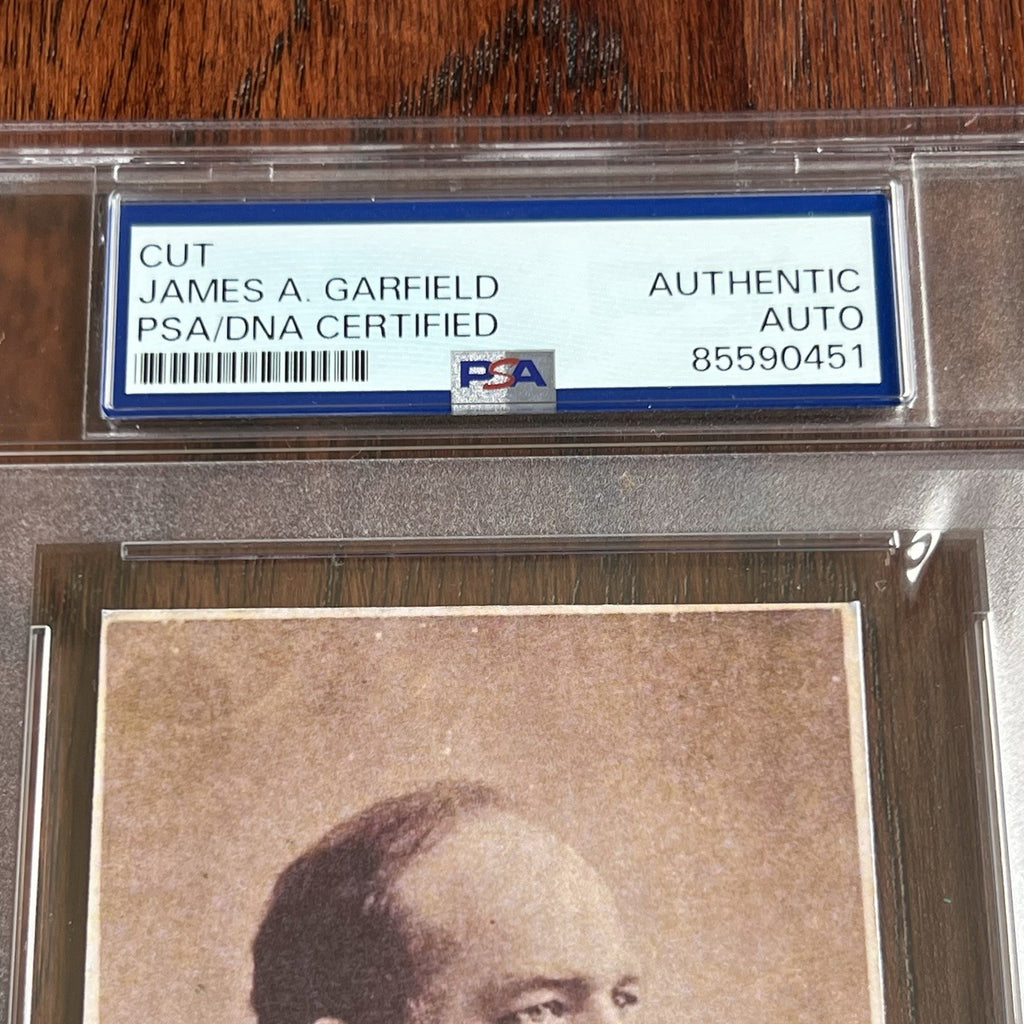 CUT
JAMES A. GARFIELD
PSA/DNA CERTIFIED
AUTHENTIC
AUTO
85590451
PSA